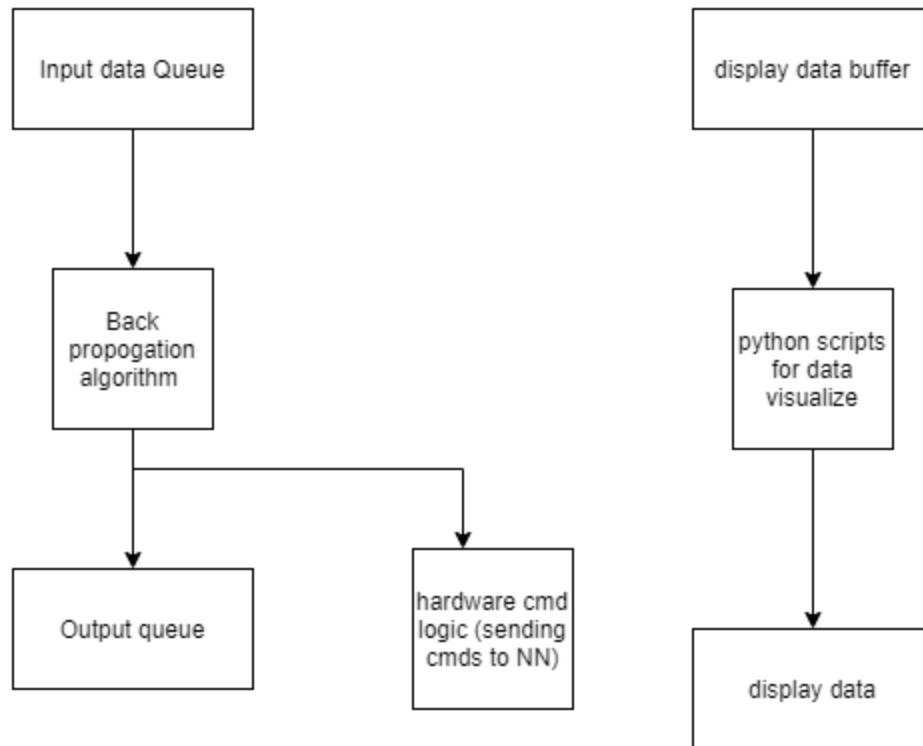 Input data Queue
display data buffer
Back
propogation
algorithm
python scripts
for data
visualize
Output queue
hardware cmd
logic (sending
cmds to NN)
display data